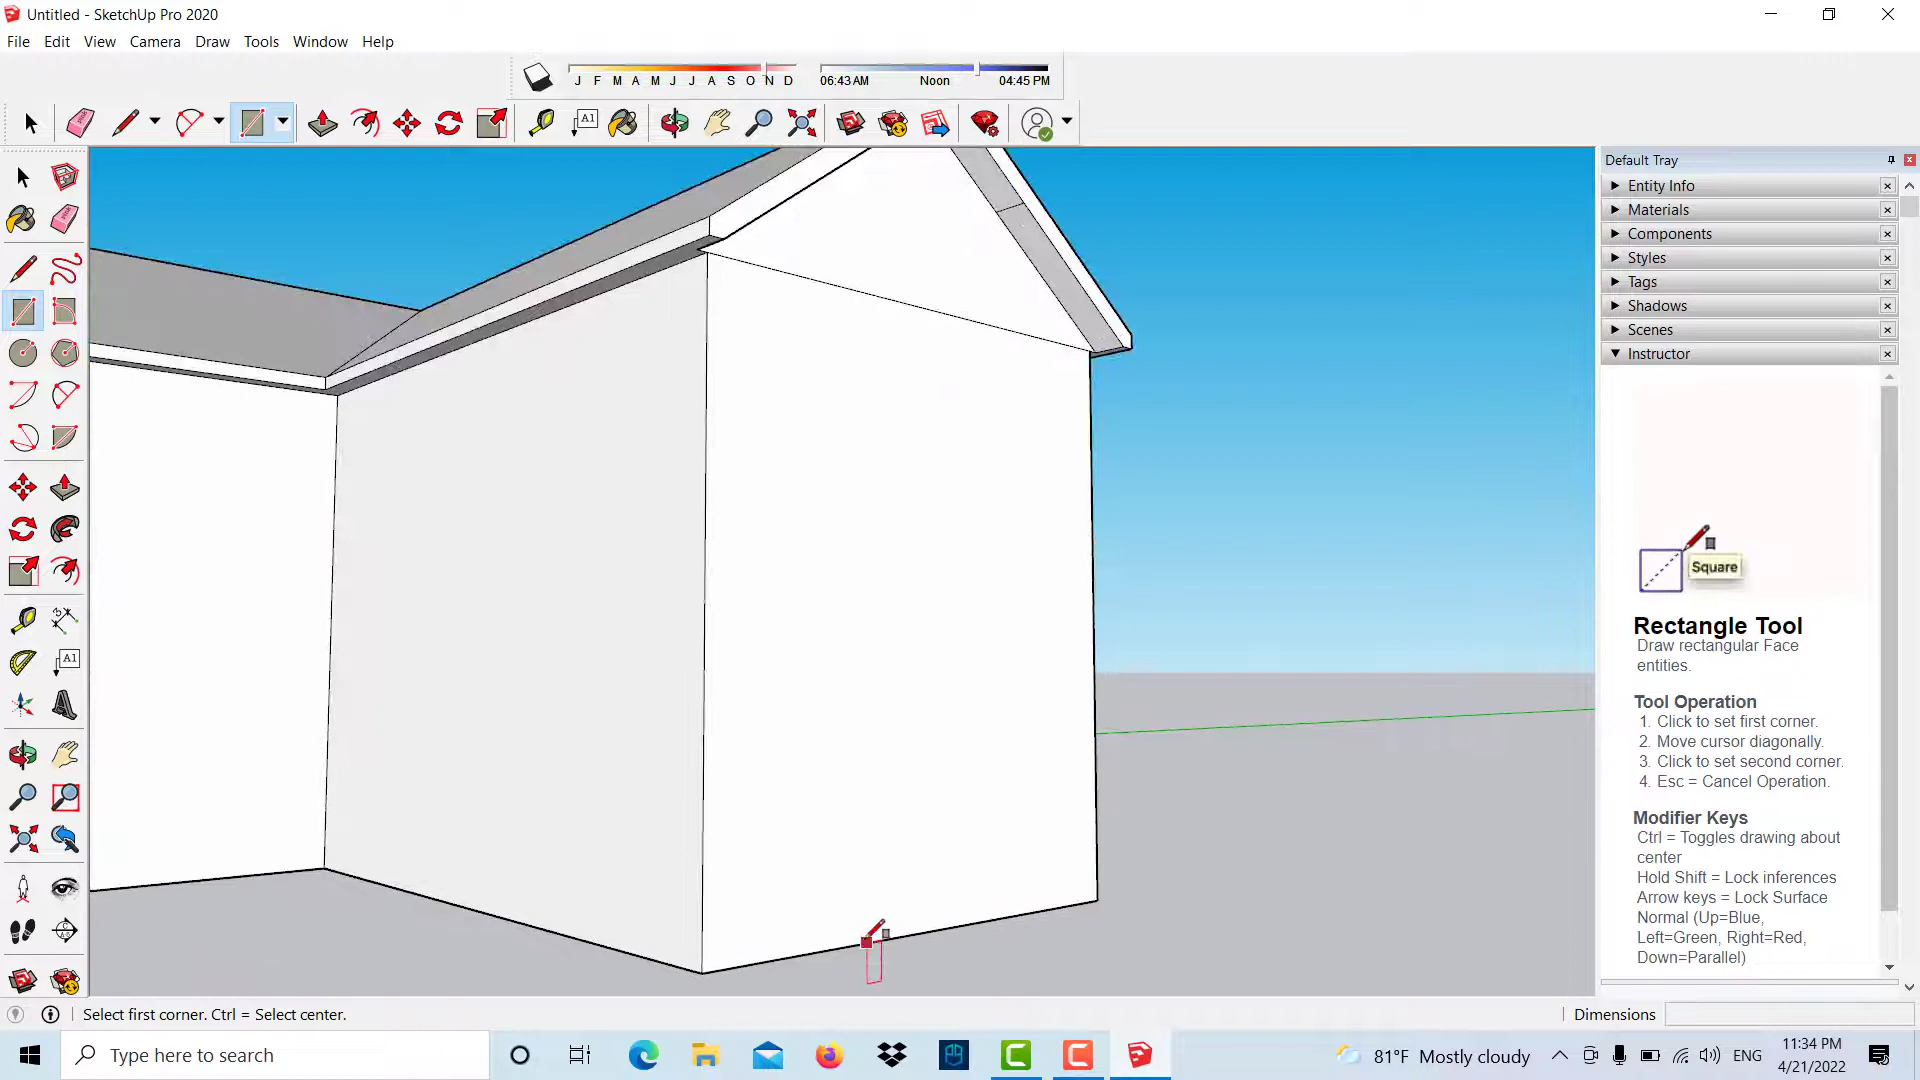 Untitled - SketchUp Pro 2020
File Edit View Camera Draw Tools Window Help
J F M A M J J A S O N D
06:43 AM Noon 04:45 PM
A1
Default Tray
Entity Info
Materials
Components
Styles
Tags
Shadows
Scenes
Instructor
A1
Square
Rectangle Tool
Draw rectangular Face
entities.
Tool Operation
1. Click to set first corner.
2. Move cursor diagonally.
3. Click to set second corner.
4. Esc = Cancel Operation.
Modifier Keys
Ctrl = Toggles drawing about
center
Hold Shift = Lock inferences
Arrow keys = Lock Surface
Normal (Up=Blue,
Left=Green, Right=Red,
Down=Parallel)
Select first corner. Ctrl = Select center.
Dimensions
Type here to search
81°F Mostly cloudy
ENG
11:34 PM
4/21/2022